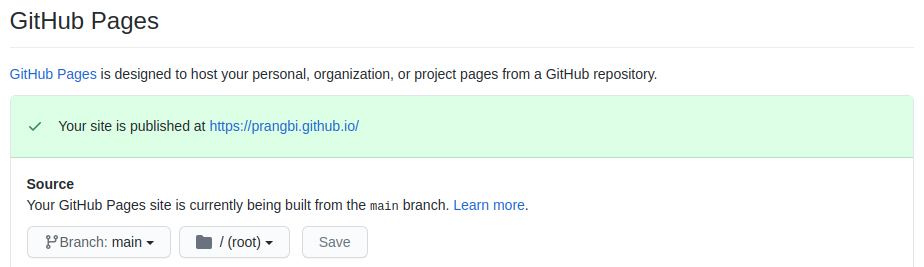 GitHub Pages
GitHub Pages is designed to host your personal, organization, or project pages from a GitHub repository.
Your site is published at https://prangbi.github.io/
Source
Your GitHub Pages site is currently being built from the main branch. Learn more.
Branch: main / (root) Save